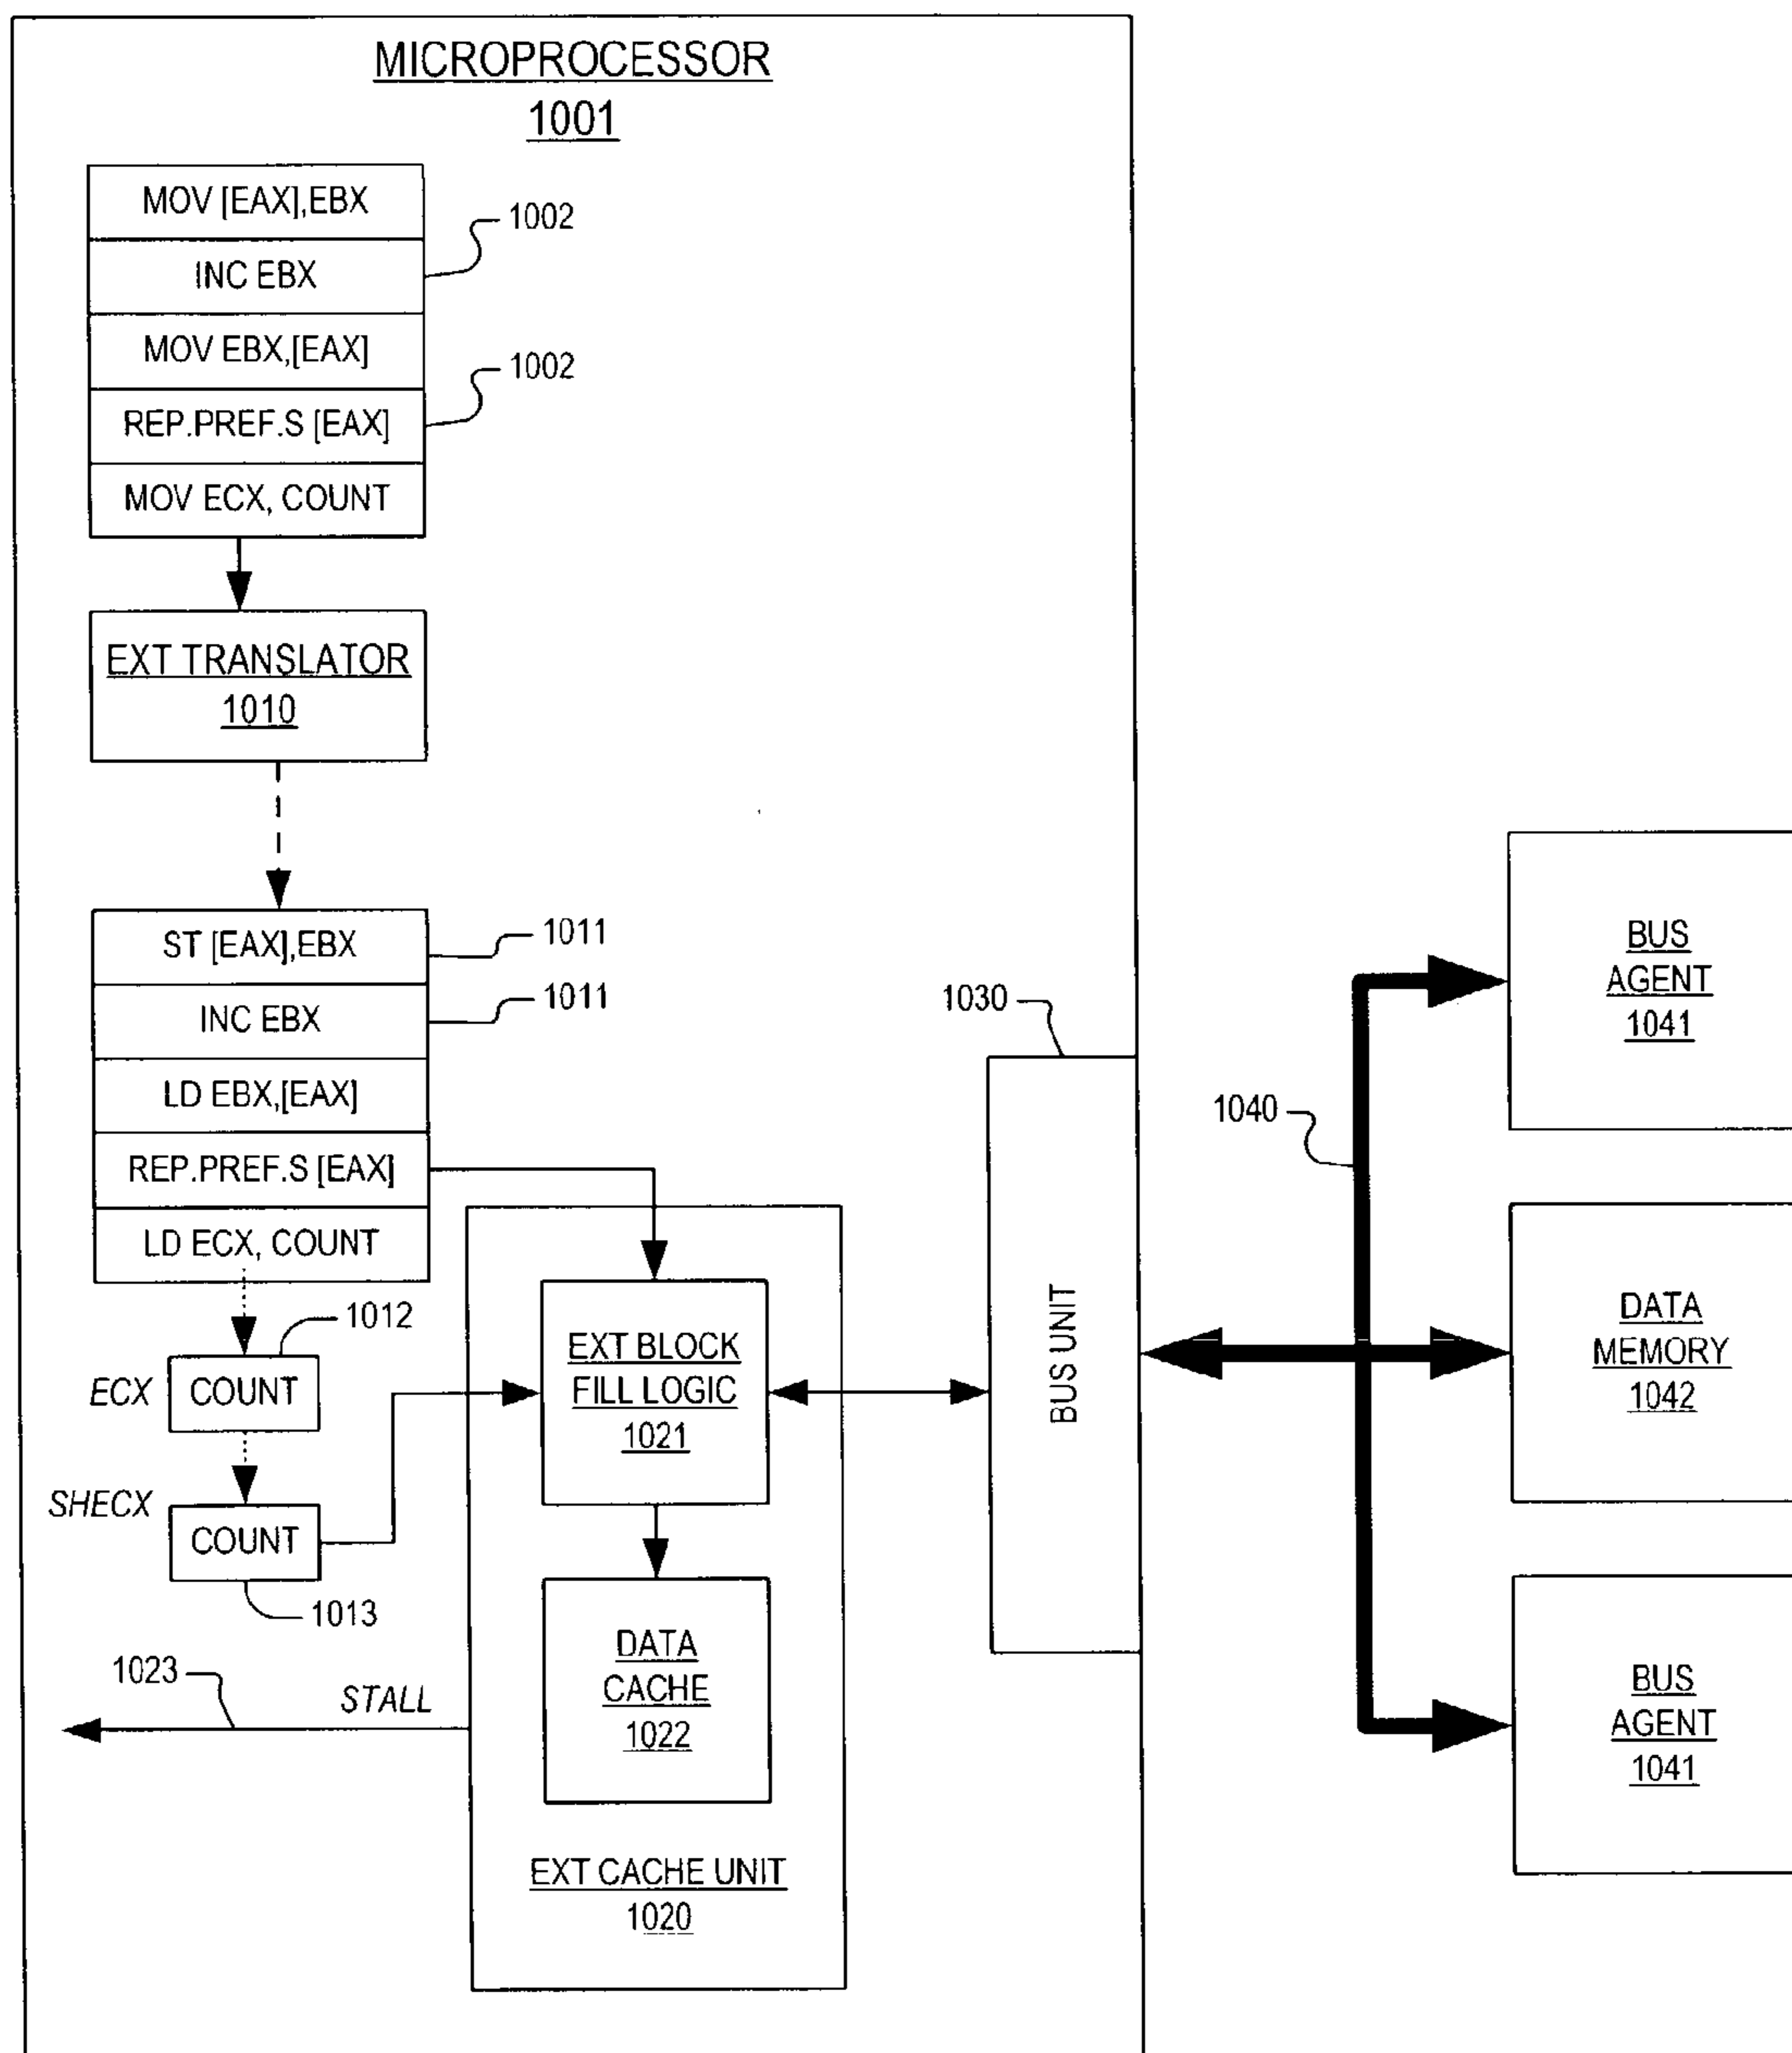 MICROPROCESSOR
1001
MOV [EAX],EBX
1002
INC EBX
MOV EBX,[EAX]
1002
REP.PREF.S [EAX]
MOV ECX, COUNT
EXT TRANSLATOR
1010
ST [EAX],EBX
1011
INC EBX
1011
LD EBX,[EAX]
REP.PREF.S [EAX]
LD ECX, COUNT
1012
ECX
COUNT
SHECX
COUNT
1013
1023
STALL
EXT BLOCK
FILL LOGIC
1021
DATA
CACHE
1022
EXT CACHE UNIT
1020
1030
BUS UNIT
1040
BUS
AGENT
1041
DATA
MEMORY
1042
BUS
AGENT
1041